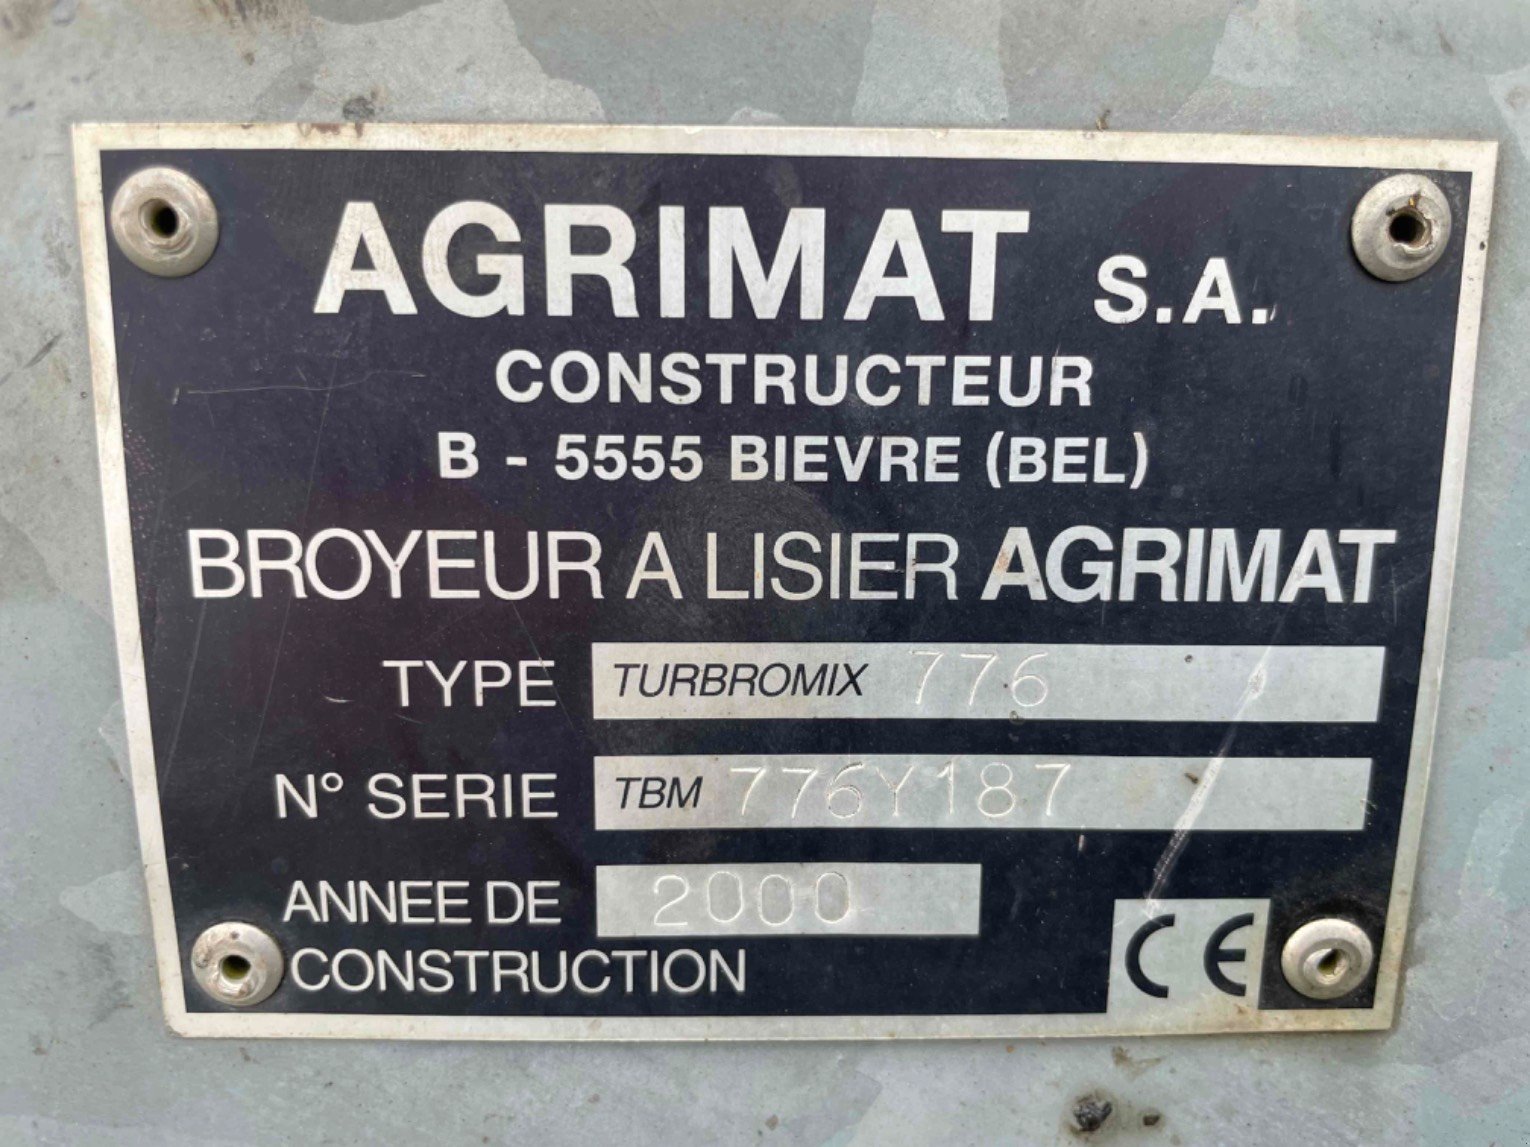 AGRIMAT S.A.
CONSTRUCTEUR
B - 5555 BIEVRE (BEL)
BROYEUR A LISIER AGRIMAT
TYPE TURBROMIX 776
N° SERIE TBM 776Y187
ANNEE DE 2000
CONSTRUCTION
CE